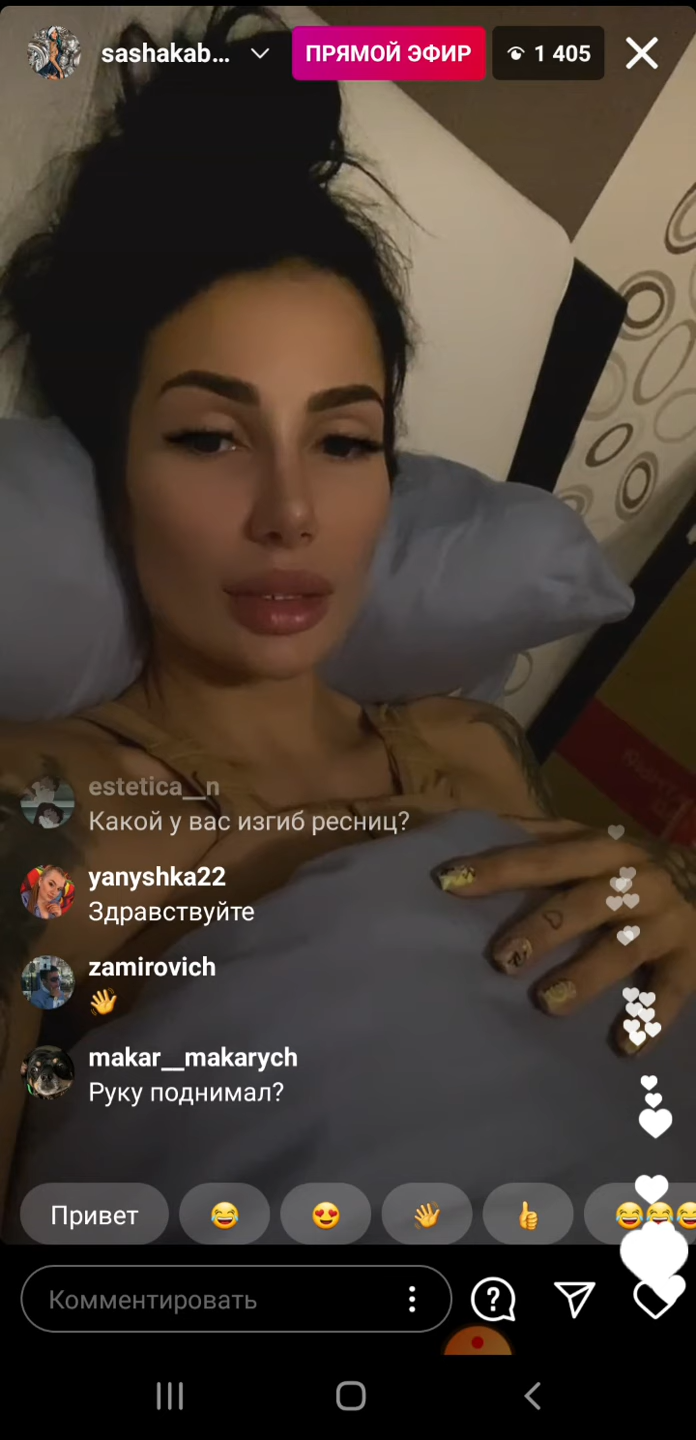 sashakab...
ПРЯМОЙ ЭФИР
1 405
estetica__n
Какой у вас изгиб ресниц?
yanyshka22
Здравствуйте
zamirovich
👋
makar__makarych
Руку поднимал?
Привет 😂 😍 👋 👍 😂😂😂
Комментировать